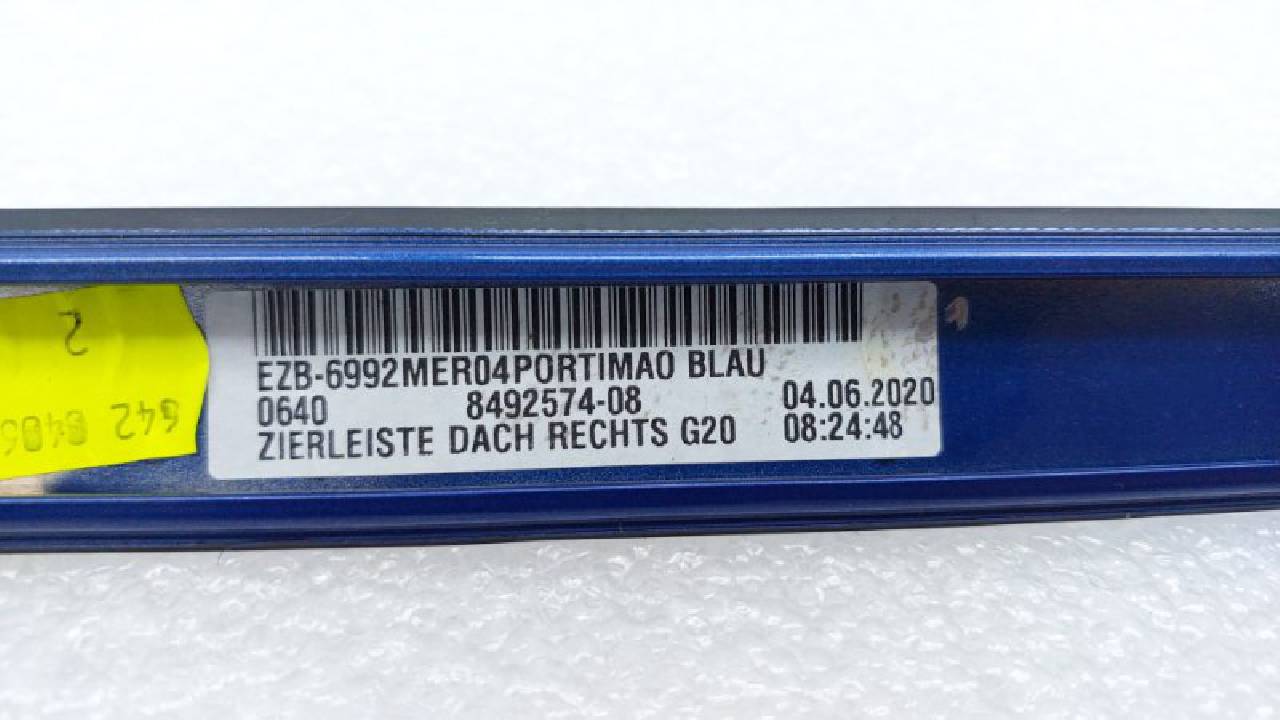 EZB-6992MER04PORTIMAO BLAU
0640 8492574-08 04.06.2020
ZIERLEISTE DACH RECHTS G20 08:24:48
2
642